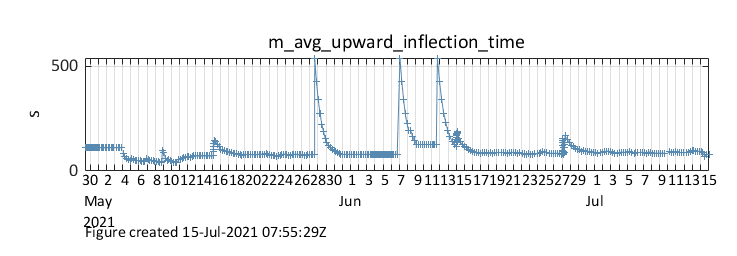 m_avg_upward_inflection_time
500
s
0
30 2 4 6 8 10 12 14 16 18 20 22 24 26 28 30 1 3 5 7 9 11 13 15 17 19 21 23 25 27 29 1 3 5 7 9 11 13 15
May Jun Jul
2021
Figure created 15-Jul-2021 07:55:29Z